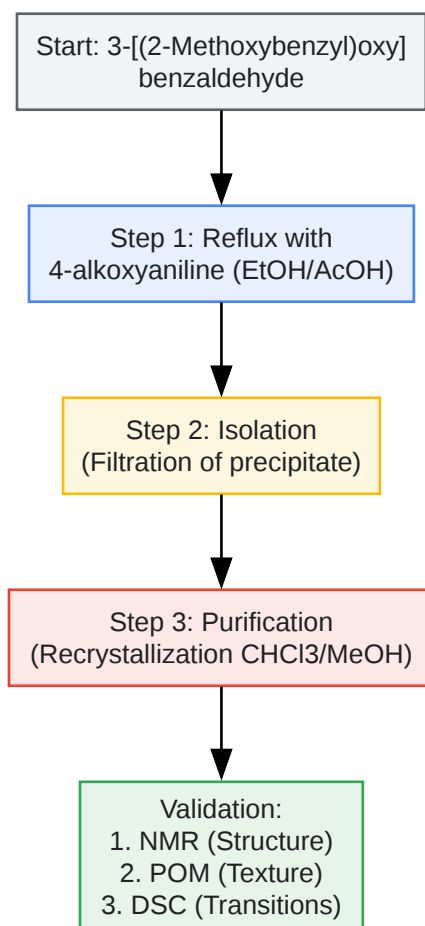 Start: 3-[(2-Methoxybenzyl)oxy]
benzaldehyde
Step 1: Reflux with
4-alkoxyaniline (EtOH/AcOH)
Step 2: Isolation
(Filtration of precipitate)
Step 3: Purification
(Recrystallization CHCl3/MeOH)
Validation:
1. NMR (Structure)
2. POM (Texture)
3. DSC (Transitions)